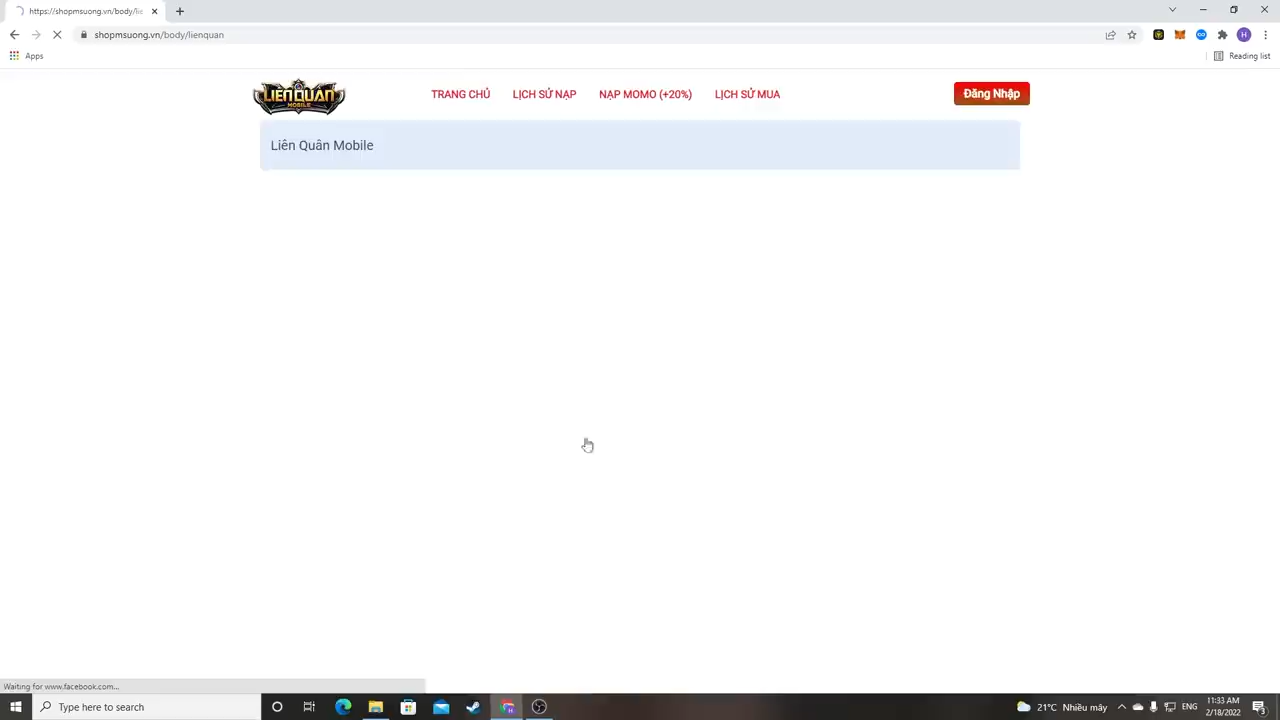 https://shopmsuong.vn/body/lie
shopmsuong.vn/body/lienquan
Apps
Reading list
LIÊN QUÂN
MOBILE
TRANG CHỦ
LỊCH SỬ NẠP
NẠP MOMO (+20%)
LỊCH SỬ MUA
Đăng Nhập
Liên Quân Mobile
Waiting for www.facebook.com...
Type here to search
21°C Nhiều mây
ENG
11:33 AM
2/18/2022